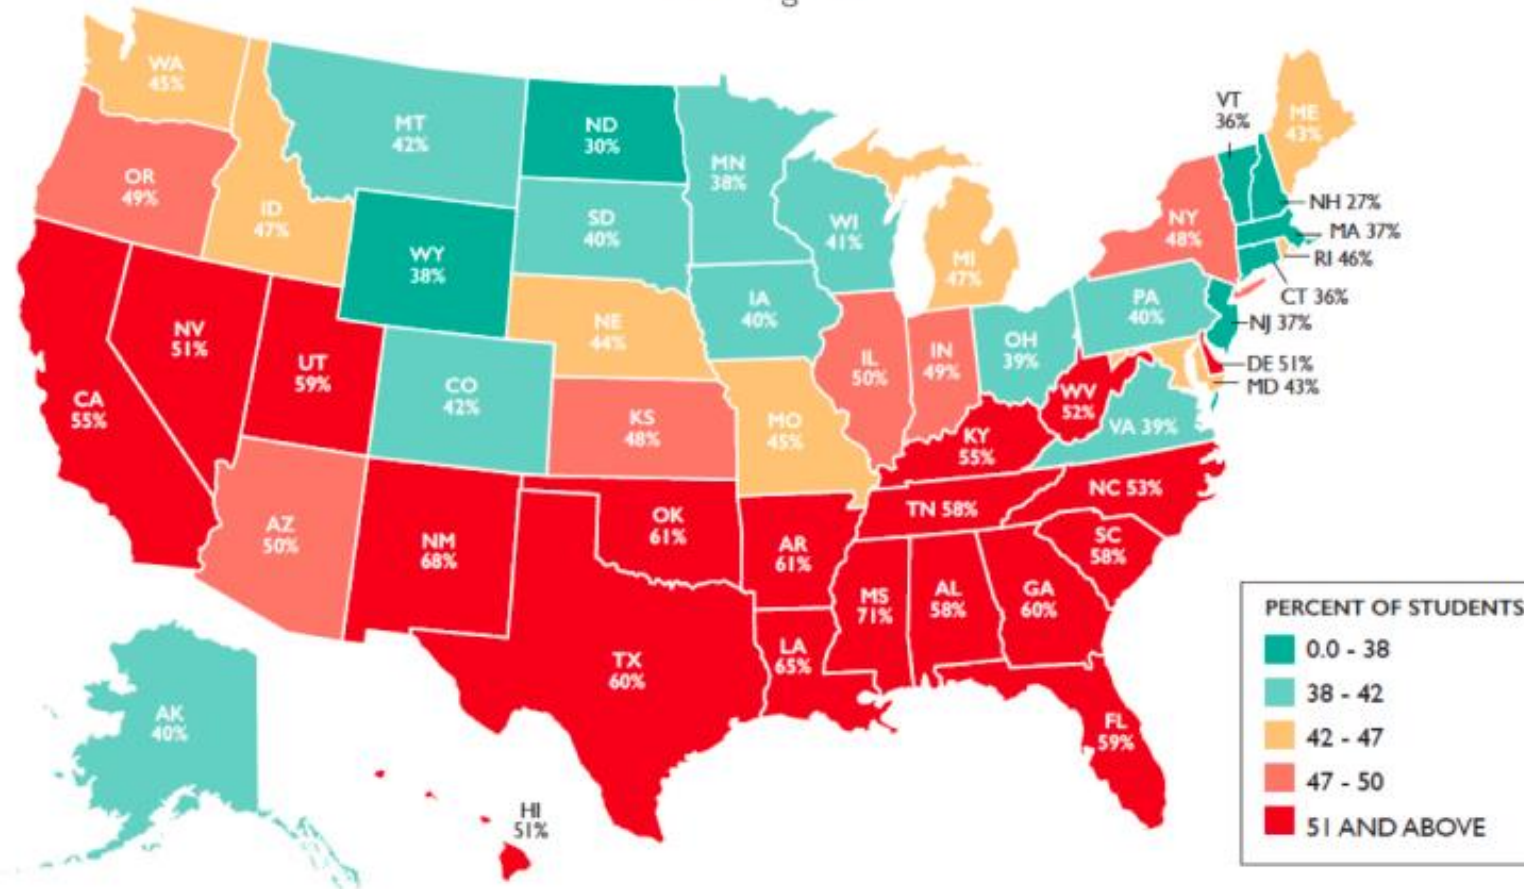 WA
45%
MT
42%
ND
30%
MN
38%
VT
36%
ME
43%
OR
49%
ID
47%
WY
38%
SD
40%
WI
41%
MI
47%
NY
48%
NH 27%
MA 37%
RI 46%
CT 36%
NJ 37%
DE 51%
MD 43%
NV
51%
UT
59%
CO
42%
NE
44%
IA
40%
IL
50%
IN
49%
OH
39%
PA
40%
WV
52%
VA 39%
CA
55%
KS
48%
MO
45%
KY
55%
NC 53%
TN 58%
SC
58%
AZ
50%
NM
68%
OK
61%
AR
61%
MS
71%
AL
58%
GA
60%
TX
60%
LA
65%
FL
59%
AK
40%
HI
51%
PERCENT OF STUDENTS
0.0 - 38
38 - 42
42 - 47
47 - 50
51 AND ABOVE